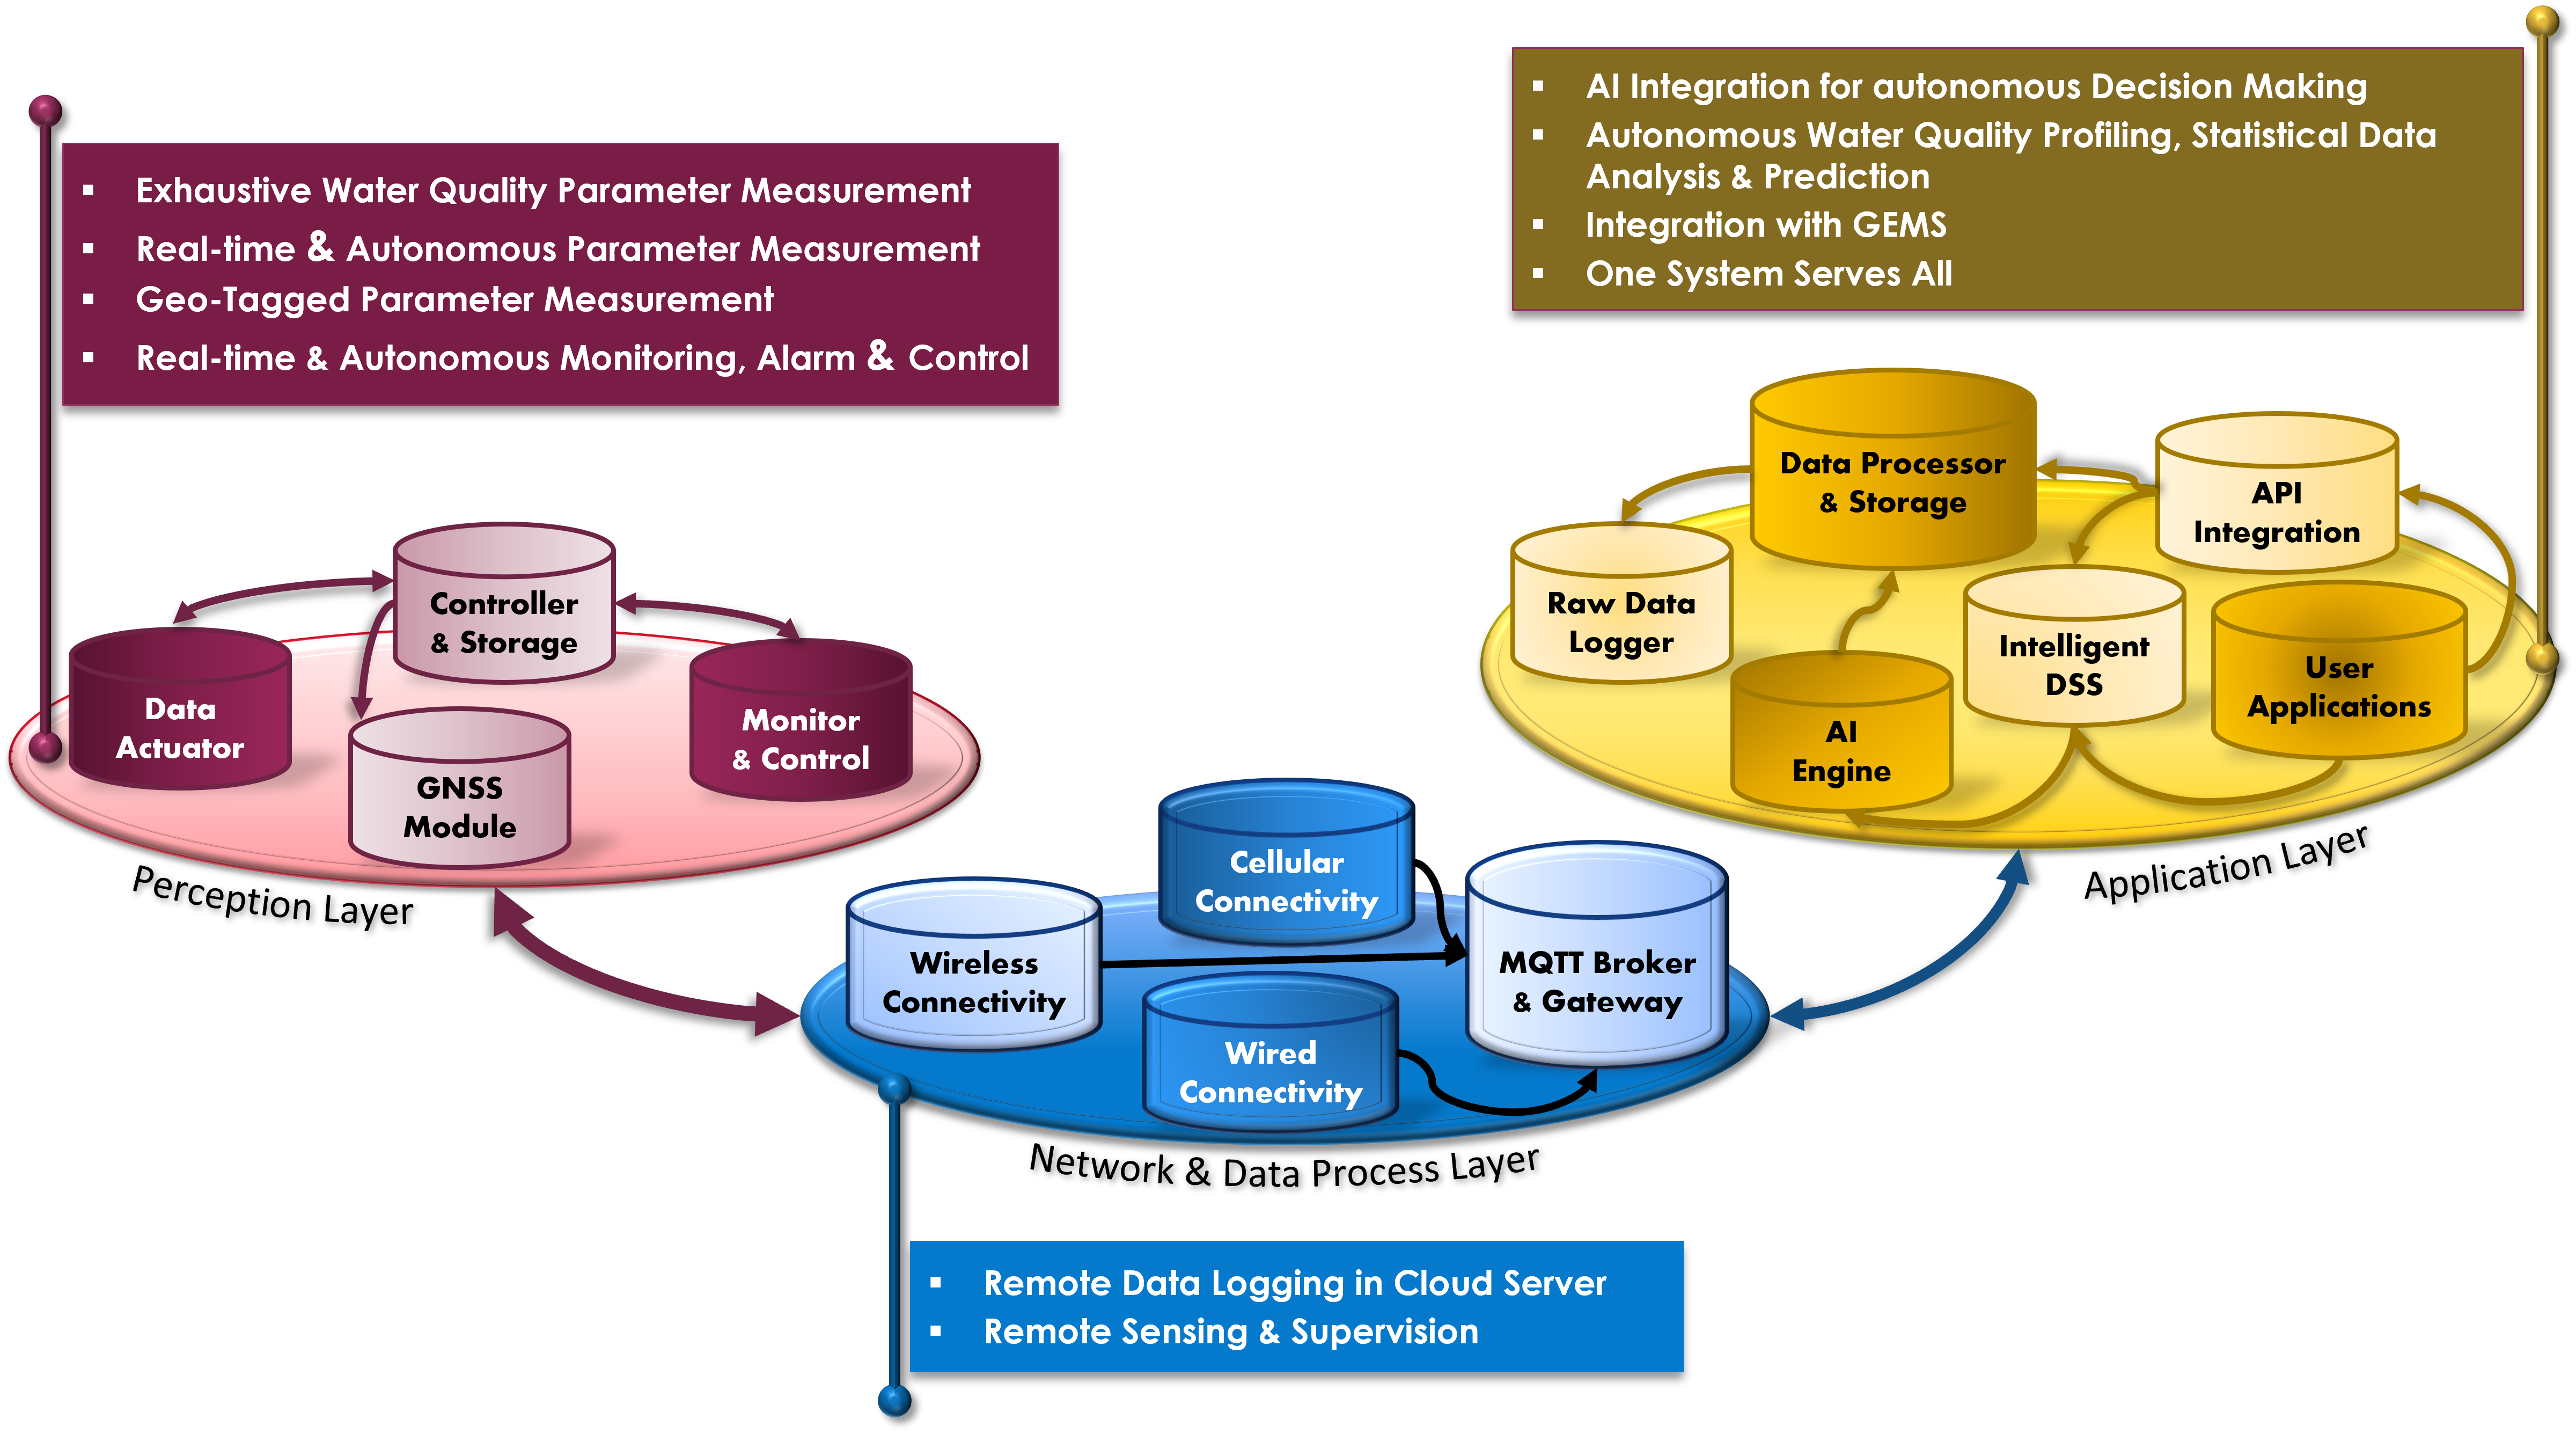 ▪ Exhaustive Water Quality Parameter Measurement
▪ Real-time & Autonomous Parameter Measurement
▪ Geo-Tagged Parameter Measurement
▪ Real-time & Autonomous Monitoring, Alarm & Control
▪ AI Integration for autonomous Decision Making
▪ Autonomous Water Quality Profiling, Statistical Data
Analysis & Prediction
▪ Integration with GEMS
▪ One System Serves All
Controller
& Storage
Data
Actuator
Monitor
& Control
GNSS
Module
Perception Layer
Data Processor
& Storage
API
Integration
Raw Data
Logger
Intelligent
DSS
User
Applications
AI
Engine
Application Layer
Cellular
Connectivity
Wireless
Connectivity
MQTT Broker
& Gateway
Wired
Connectivity
Network & Data Process Layer
▪ Remote Data Logging in Cloud Server
▪ Remote Sensing & Supervision